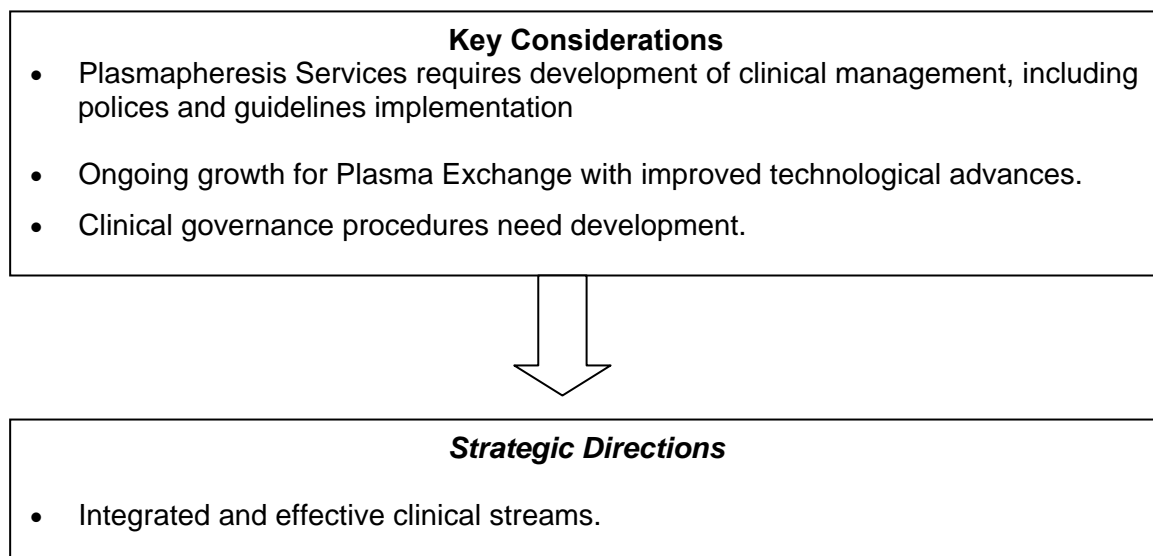 Key Considerations
• Plasmapheresis Services requires development of clinical management, including
polices and guidelines implementation
• Ongoing growth for Plasma Exchange with improved technological advances.
• Clinical governance procedures need development.
Strategic Directions
• Integrated and effective clinical streams.